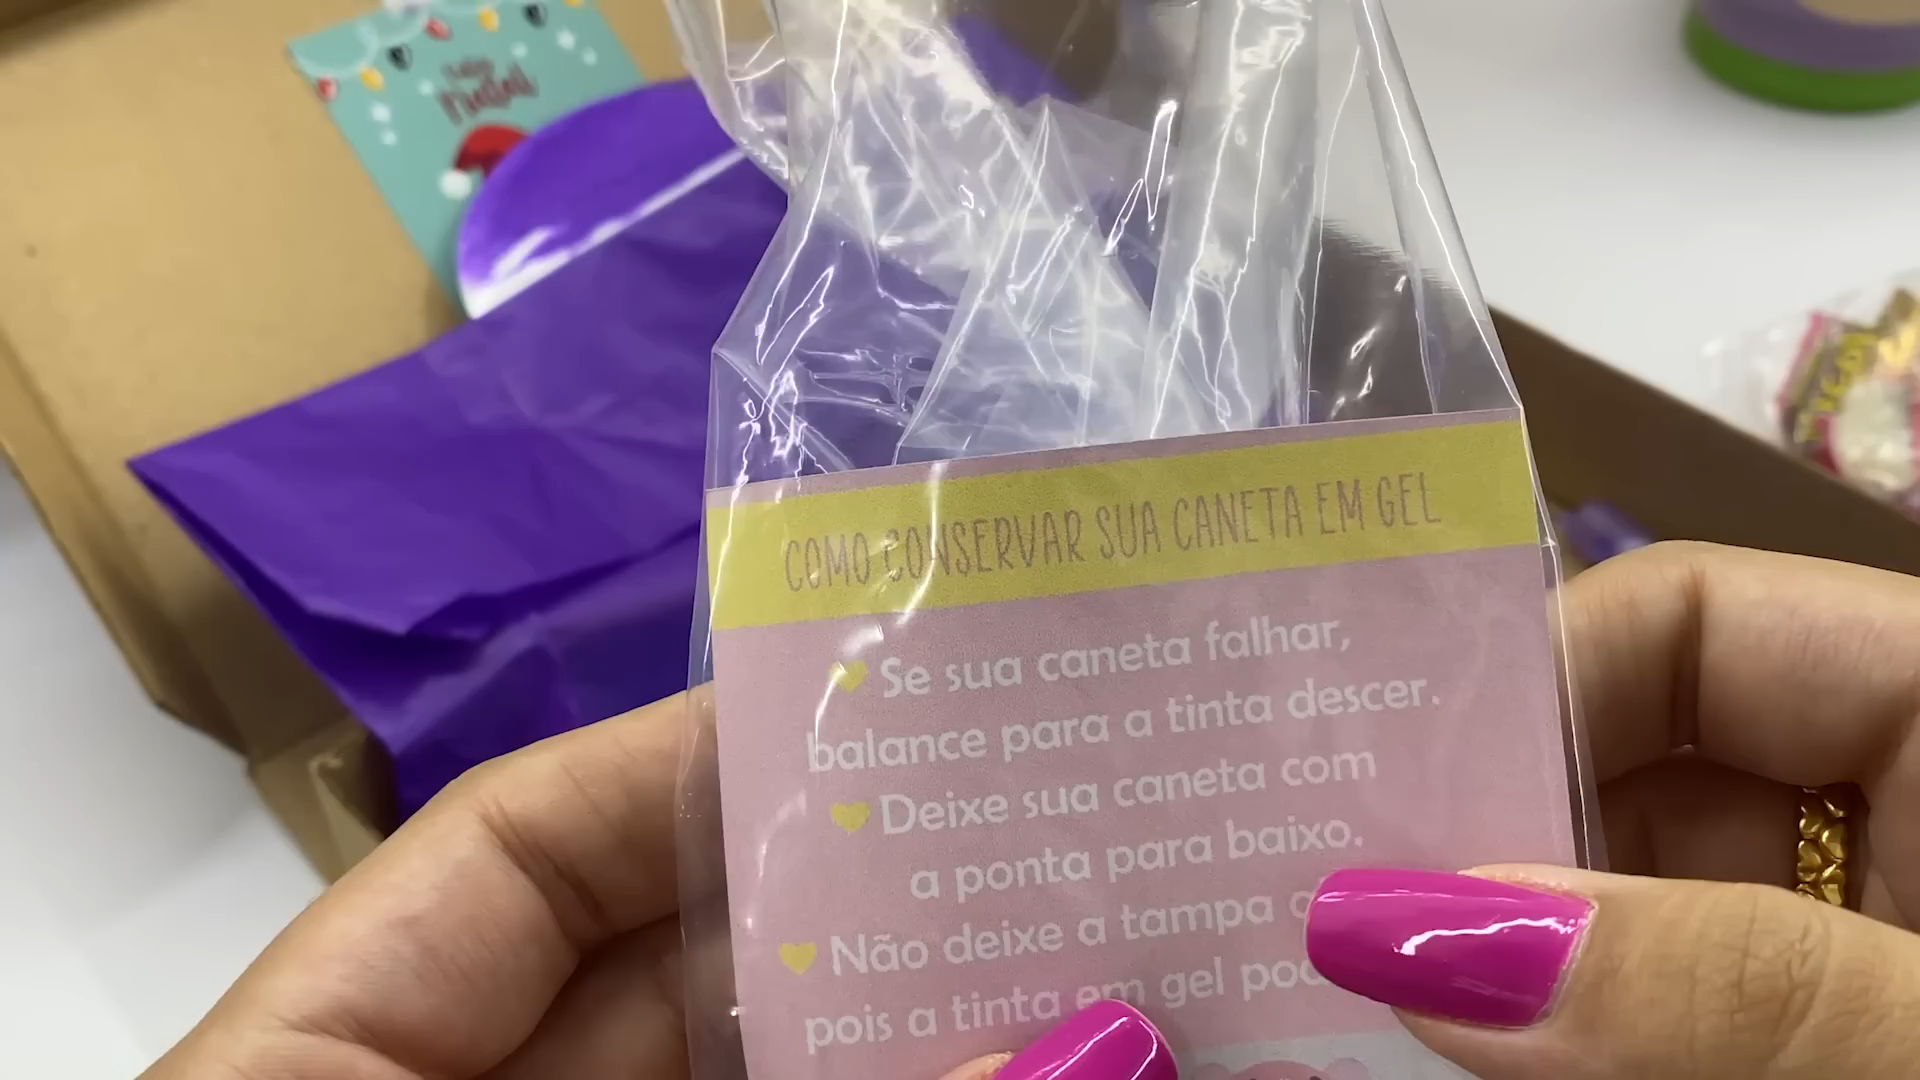 Natal
COMO CONSERVAR SUA CANETA EM GEL
Se sua caneta falhar,
balance para a tinta descer.
Deixe sua caneta com
a ponta para baixo.
Não deixe a tampa
pois a tinta em gel